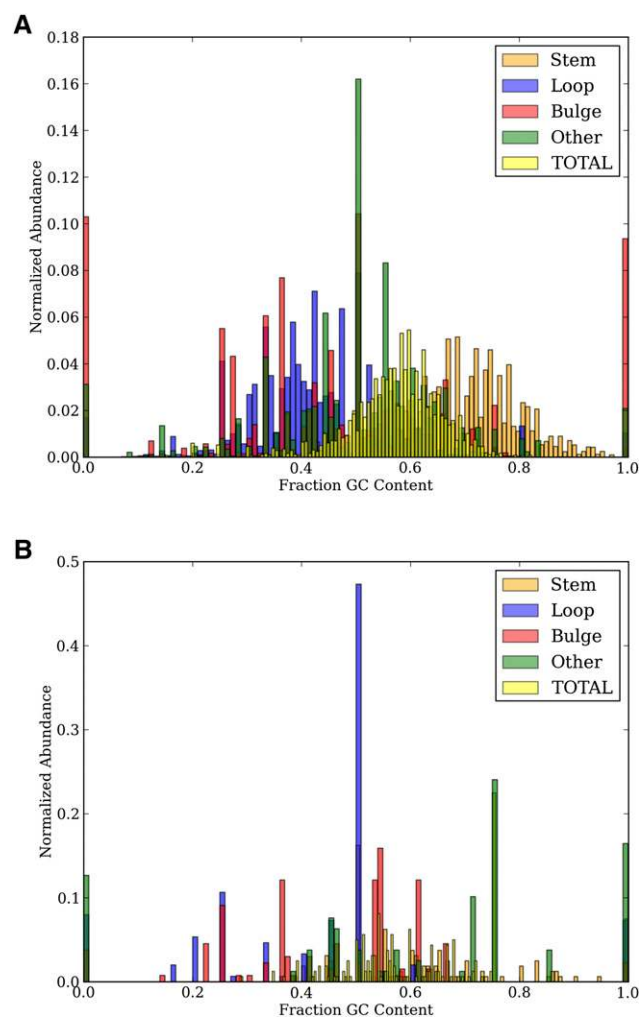 A
0.18
0.16
0.14
0.12
0.10
0.08
0.06
0.04
0.02
0.00
Normalized Abundance
Stem
Loop
Bulge
Other
TOTAL
0.0 0.2 0.4 0.6 0.8 1.0
Fraction GC Content
B
0.5
0.4
0.3
0.2
0.1
0.0
Normalized Abundance
Stem
Loop
Bulge
Other
TOTAL
0.0 0.2 0.4 0.6 0.8 1.0
Fraction GC Content